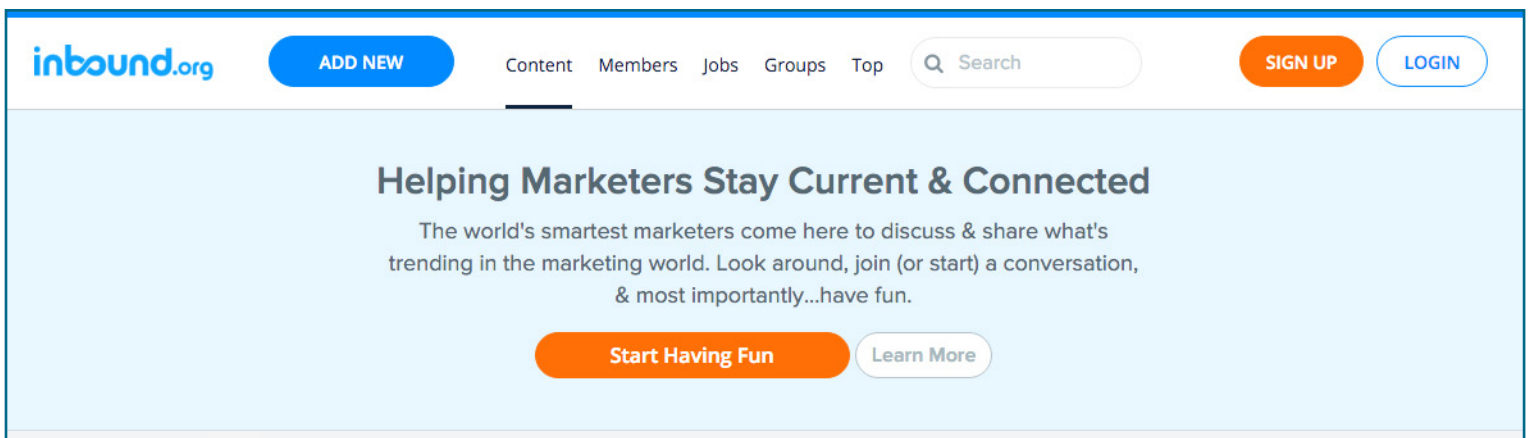 inbound.org
ADD NEW
Content Members Jobs Groups Top
Search
SIGN UP
LOGIN
Helping Marketers Stay Current & Connected
The world's smartest marketers come here to discuss & share what's
trending in the marketing world. Look around, join (or start) a conversation,
& most importantly...have fun.
Start Having Fun
Learn More